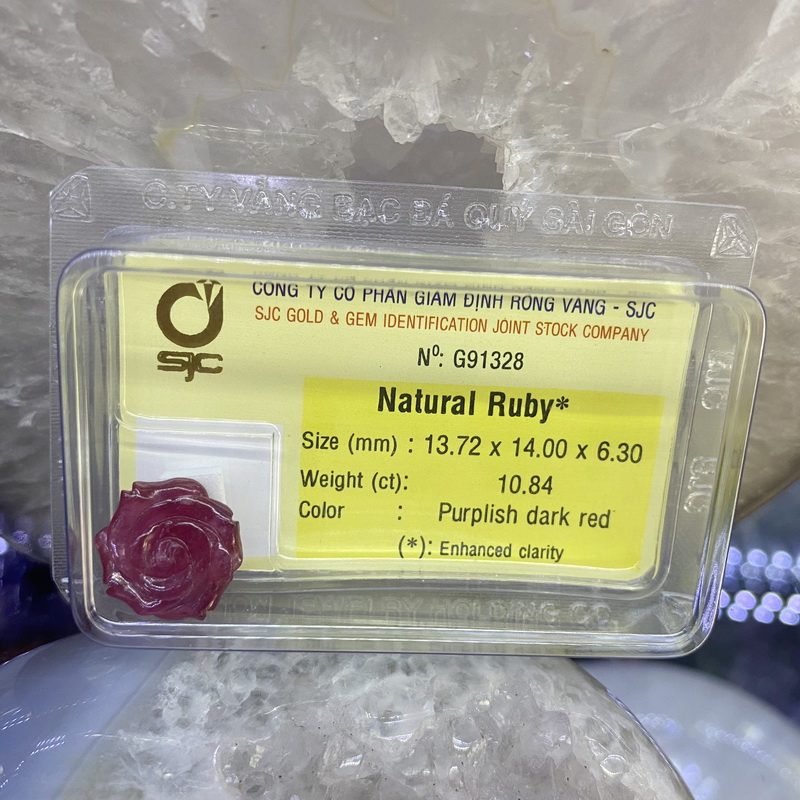 C.TY VÀNG BẠC ĐÁ QUÝ SÀI GÒN
SJC
CÔNG TY CỔ PHẦN GIÁM ĐỊNH RỒNG VÀNG - SJC
SJC GOLD & GEM IDENTIFICATION JOINT STOCK COMPANY
Nº: G91328
Natural Ruby*
Size (mm) : 13.72 x 14.00 x 6.30
Weight (ct): 10.84
Color : Purplish dark red
(*): Enhanced clarity
SJC
SJC
HOLDING CO.